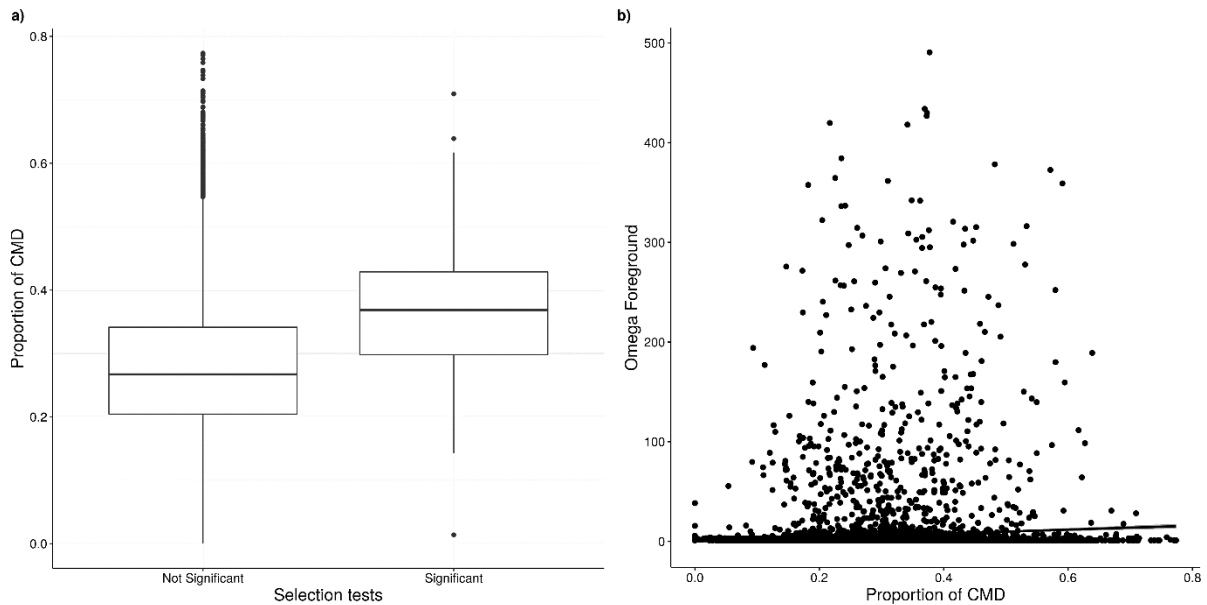 a)
0.8
0.6
0.4
0.2
0.0
Proportion of CMD
Not Significant
Significant
Selection tests
b)
500
400
300
200
100
0
Omega Foreground
0.0
0.2
0.4
0.6
0.8
Proportion of CMD